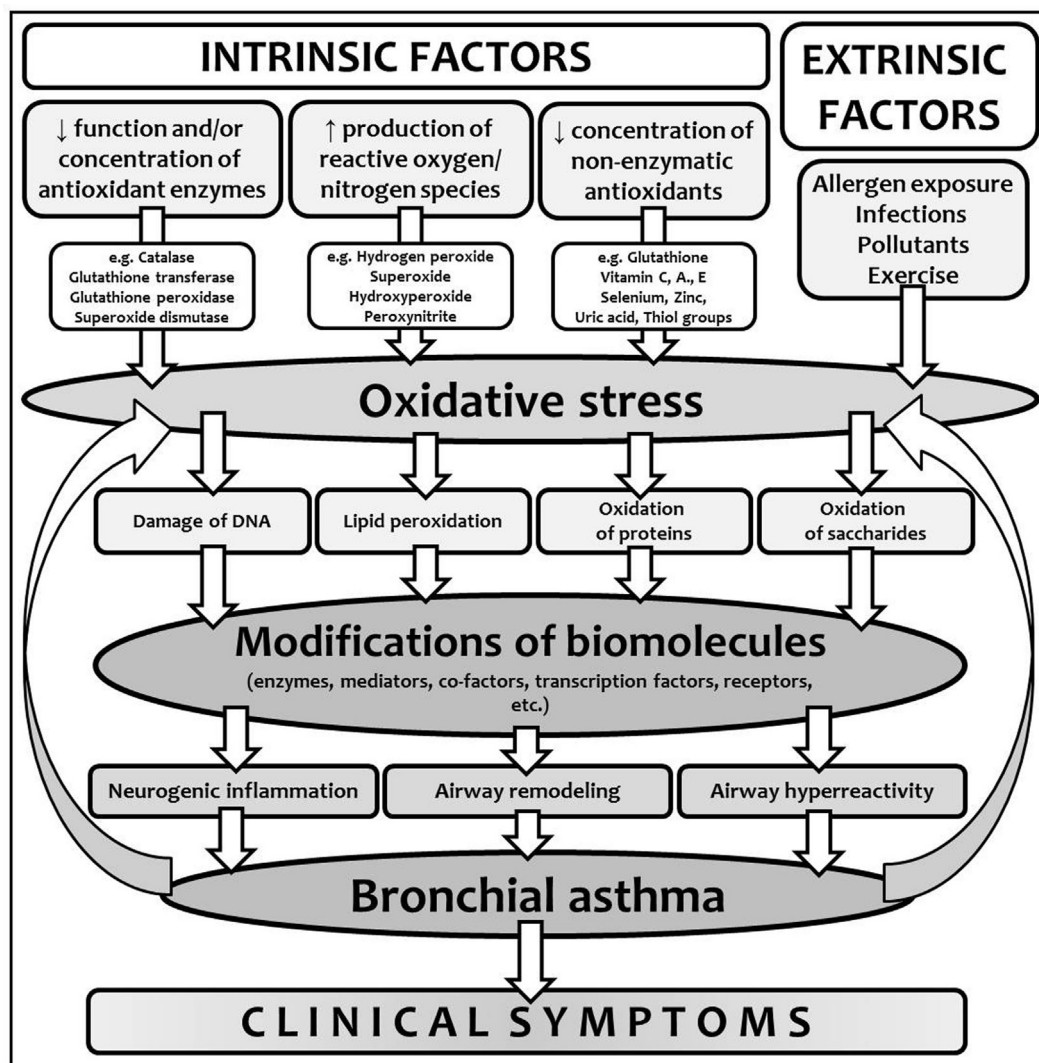 INTRINSIC FACTORS
EXTRINSIC
FACTORS
↓ function and/or
concentration of
antioxidant enzymes
↑ production of
reactive oxygen/
nitrogen species
↓ concentration of
non-enzymatic
antioxidants
Allergen exposure
Infections
Pollutants
Exercise
e.g. Catalase
Glutathione transferase
Glutathione peroxidase
Superoxide dismutase
e.g. Hydrogen peroxide
Superoxide
Hydroxyperoxide
Peroxynitrite
e.g. Glutathione
Vitamin C, A., E
Selenium, Zinc,
Uric acid, Thiol groups
Oxidative stress
Damage of DNA
Lipid peroxidation
Oxidation
of proteins
Oxidation
of saccharides
Modifications of biomolecules
(enzymes, mediators, co-factors, transcription factors, receptors,
etc.)
Neurogenic inflammation
Airway remodeling
Airway hyperreactivity
Bronchial asthma
CLINICAL SYMPTOMS